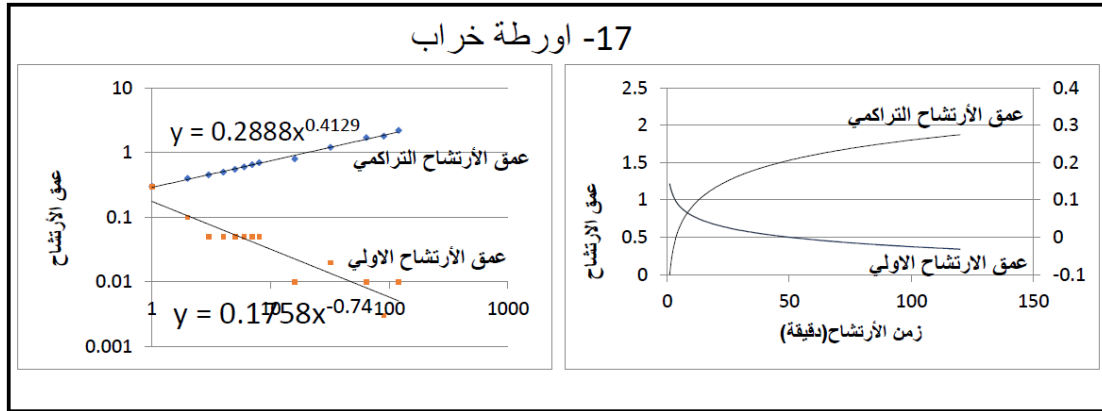 17- اورطة خراب
10
1
0.1
0.01
0.001
1
10
100
1000
y = 0.2888x^0.4129
عمق الأرتشاح التراكمي
عمق الأرتشاح الاولي
y = 0.1758x^-0.74
عمق الأرتشاح
2.5
2
1.5
1
0.5
0
0.4
0.3
0.2
0.1
0
-0.1
عمق الأرتشاح التراكمي
عمق الارتشاح الاولي
0
50
100
150
زمن الأرتشاح(دقيقة)
عمق الارتشاح